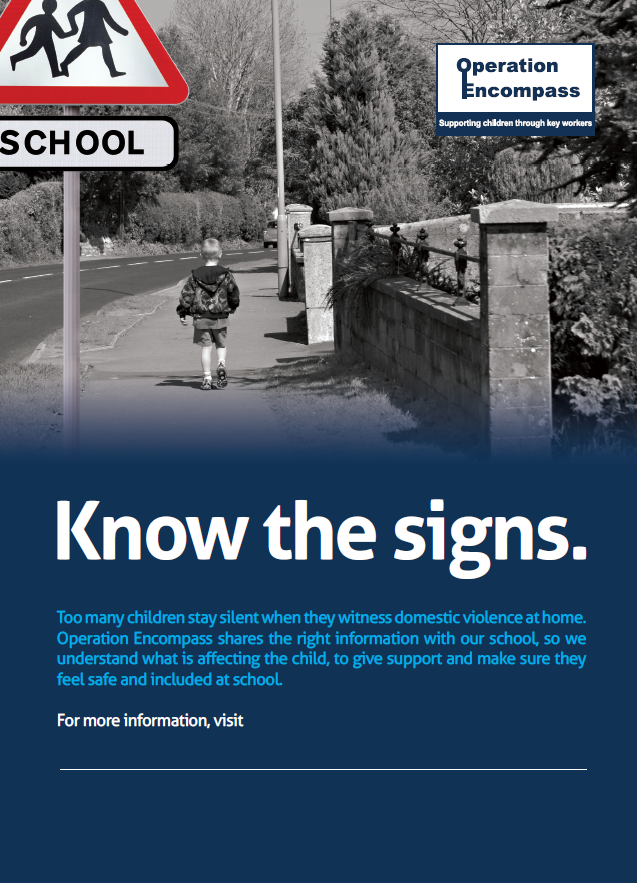 Operation
Encompass
Supporting children through key workers
SCHOOL
Know the signs.
Too many children stay silent when they witness domestic violence at home.
Operation Encompass shares the right information with our school, so we
understand what is affecting the child, to give support and make sure they
feel safe and included at school.
For more information, visit